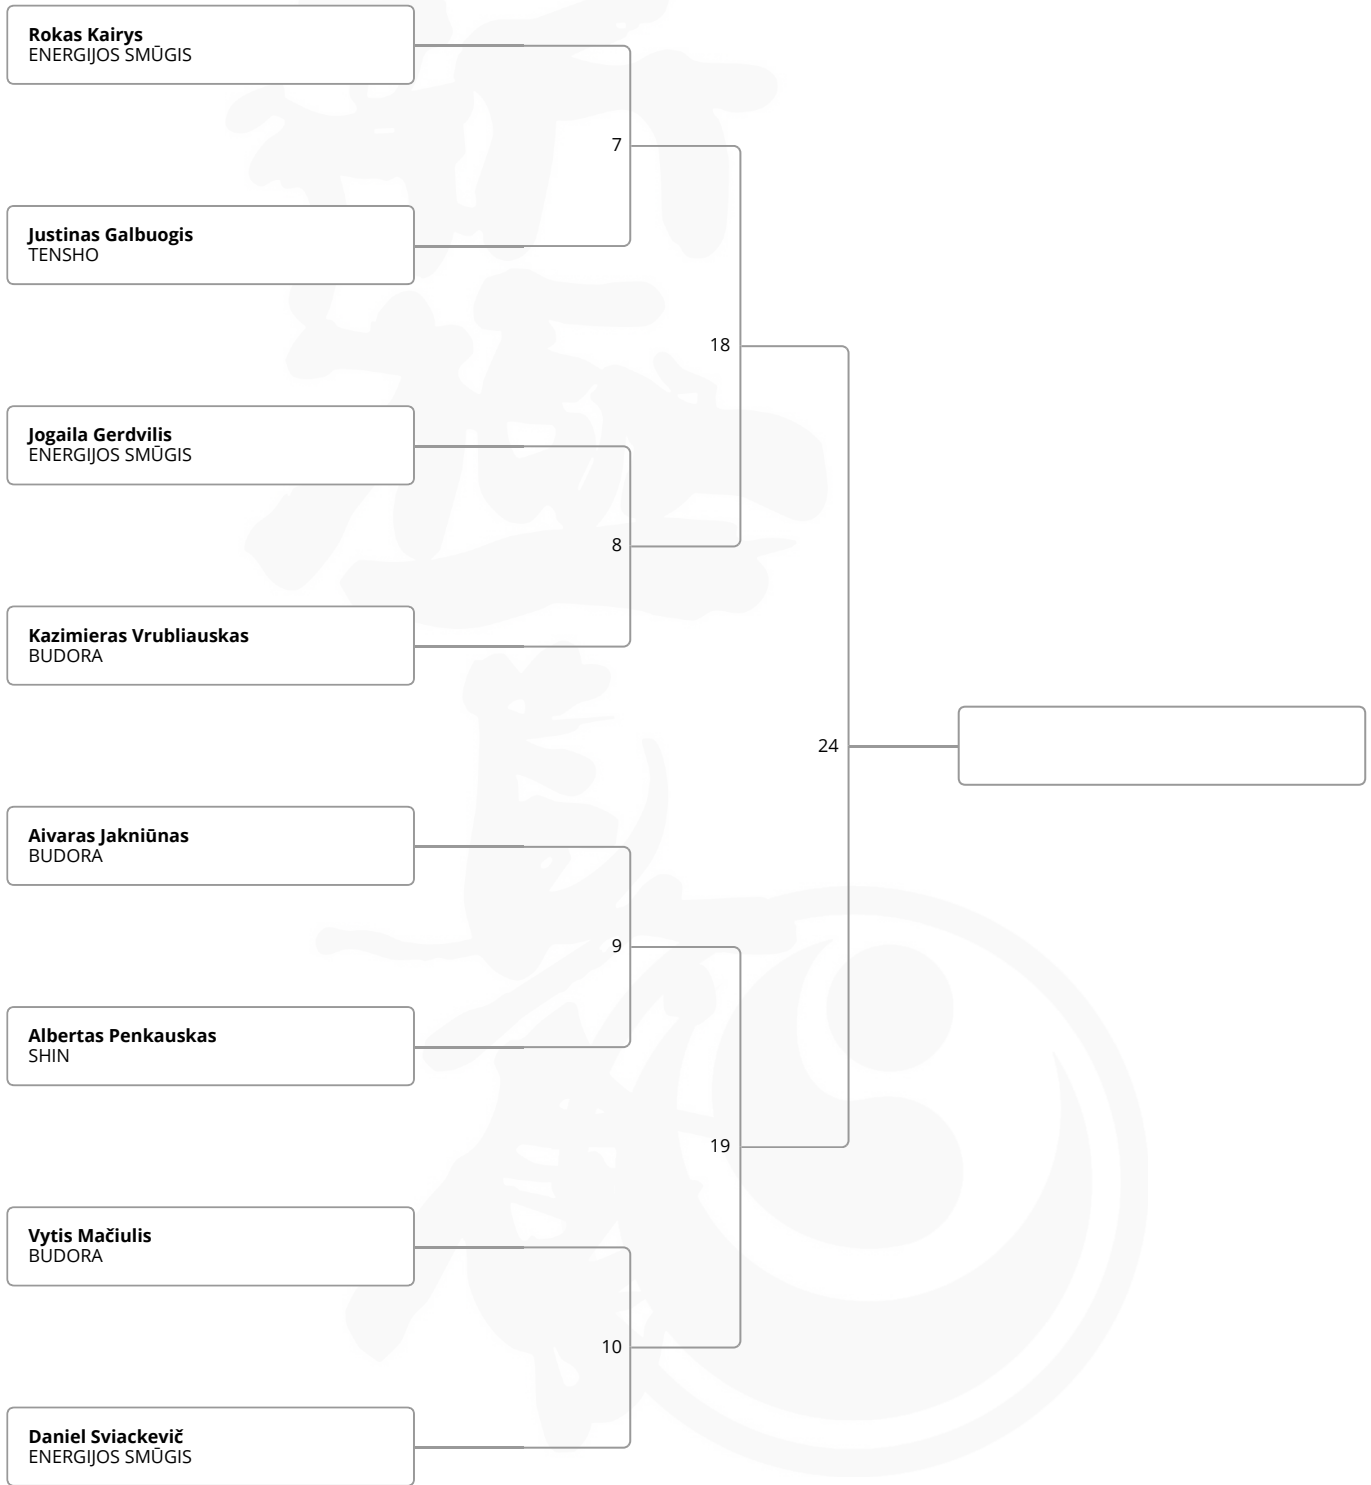 Rokas Kairys
ENERGIJOS SMŪGIS
7
Justinas Galbuogis
TENSHO
18
Jogaila Gerdvilis
ENERGIJOS SMŪGIS
8
Kazimieras Vrubliauskas
BUDORA
24
Aivaras Jakniūnas
BUDORA
9
Albertas Penkauskas
SHIN
19
Vytis Mačiulis
BUDORA
10
Daniel Sviackevič
ENERGIJOS SMŪGIS